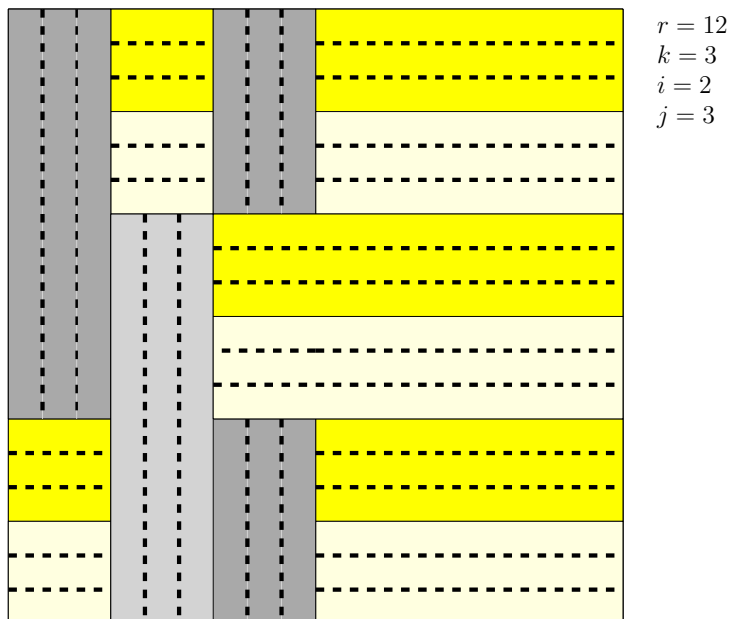 r = 12
k = 3
i = 2
j = 3